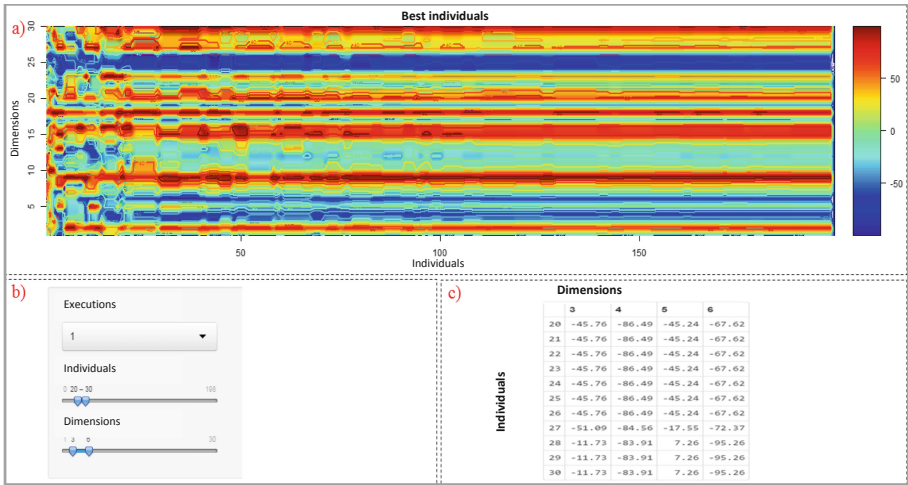 Best individuals
a)
Dimensions
30
25
20
15
10
5
50
100
150
Individuals
50
0
-50
b)
Executions
1
Individuals
0 20 – 30 198
Dimensions
1 3 6 30
c)
Dimensions
Individuals
3 4 5 6
20 -45.76 -86.49 -45.24 -67.62
21 -45.76 -86.49 -45.24 -67.62
22 -45.76 -86.49 -45.24 -67.62
23 -45.76 -86.49 -45.24 -67.62
24 -45.76 -86.49 -45.24 -67.62
25 -45.76 -86.49 -45.24 -67.62
26 -45.76 -86.49 -45.24 -67.62
27 -51.09 -84.56 -17.55 -72.37
28 -11.73 -83.91 7.26 -95.26
29 -11.73 -83.91 7.26 -95.26
30 -11.73 -83.91 7.26 -95.26